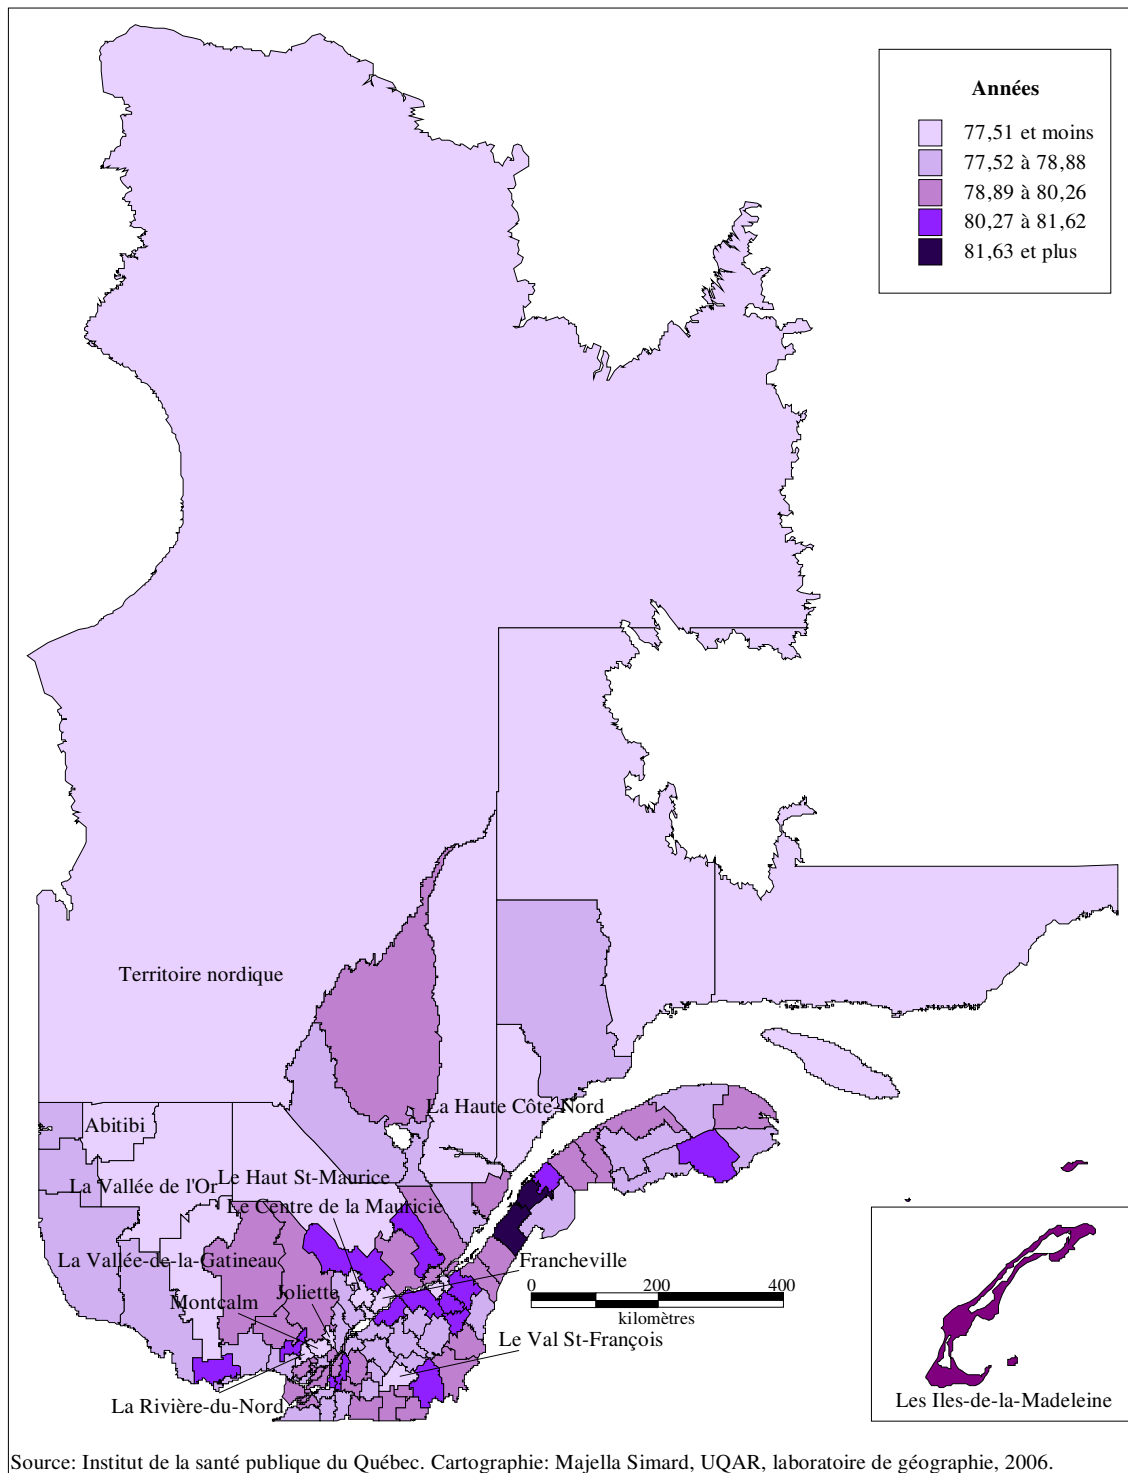 Années
77,51 et moins
77,52 à 78,88
78,89 à 80,26
80,27 à 81,62
81,63 et plus
Territoire nordique
La Haute Côte-Nord
Abitibi
Le Haut St-Maurice
La Vallée de l'Or
Le Centre de la Mauricie
La Vallée-de-la-Gatineau
Francheville
Joliette
Montcalm
0 200 400
kilomètres
Le Val St-François
La Rivière-du-Nord
Les Iles-de-la-Madeleine
Source: Institut de la santé publique du Québec. Cartographie: Majella Simard, UQAR, laboratoire de géographie, 2006.